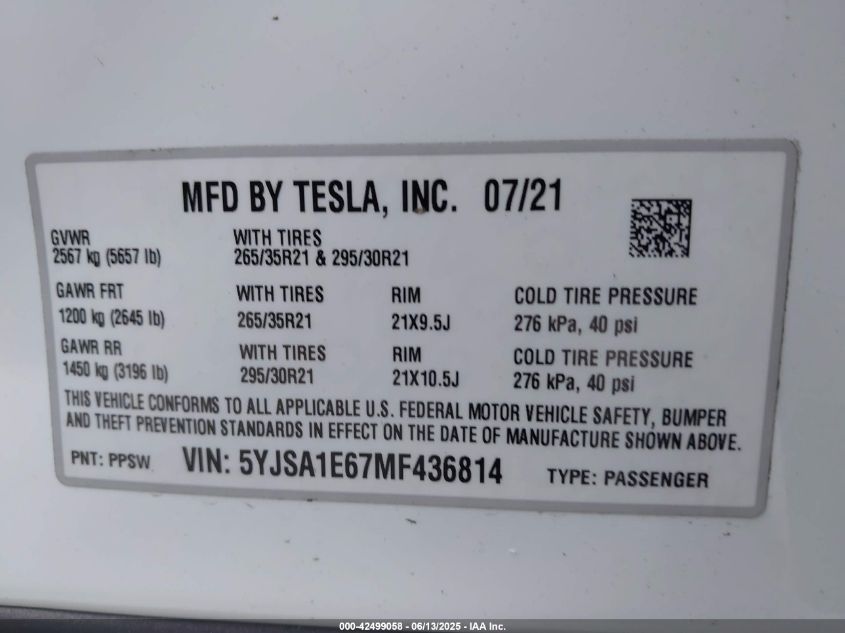 MFD BY TESLA, INC. 07/21
GVWR WITH TIRES
2567 kg (5657 lb) 265/35R21 & 295/30R21
GAWR FRT WITH TIRES RIM COLD TIRE PRESSURE
1200 kg (2645 lb) 265/35R21 21X9.5J 276 kPa, 40 psi
GAWR RR WITH TIRES RIM COLD TIRE PRESSURE
1450 kg (3196 lb) 295/30R21 21X10.5J 276 kPa, 40 psi
THIS VEHICLE CONFORMS TO ALL APPLICABLE U.S. FEDERAL MOTOR VEHICLE SAFETY, BUMPER
AND THEFT PREVENTION STANDARDS IN EFFECT ON THE DATE OF MANUFACTURE SHOWN ABOVE.
PNT: PPSW VIN: 5YJSA1E67MF436814 TYPE: PASSENGER
000-42499058 - 06/13/2025 - IAA Inc.